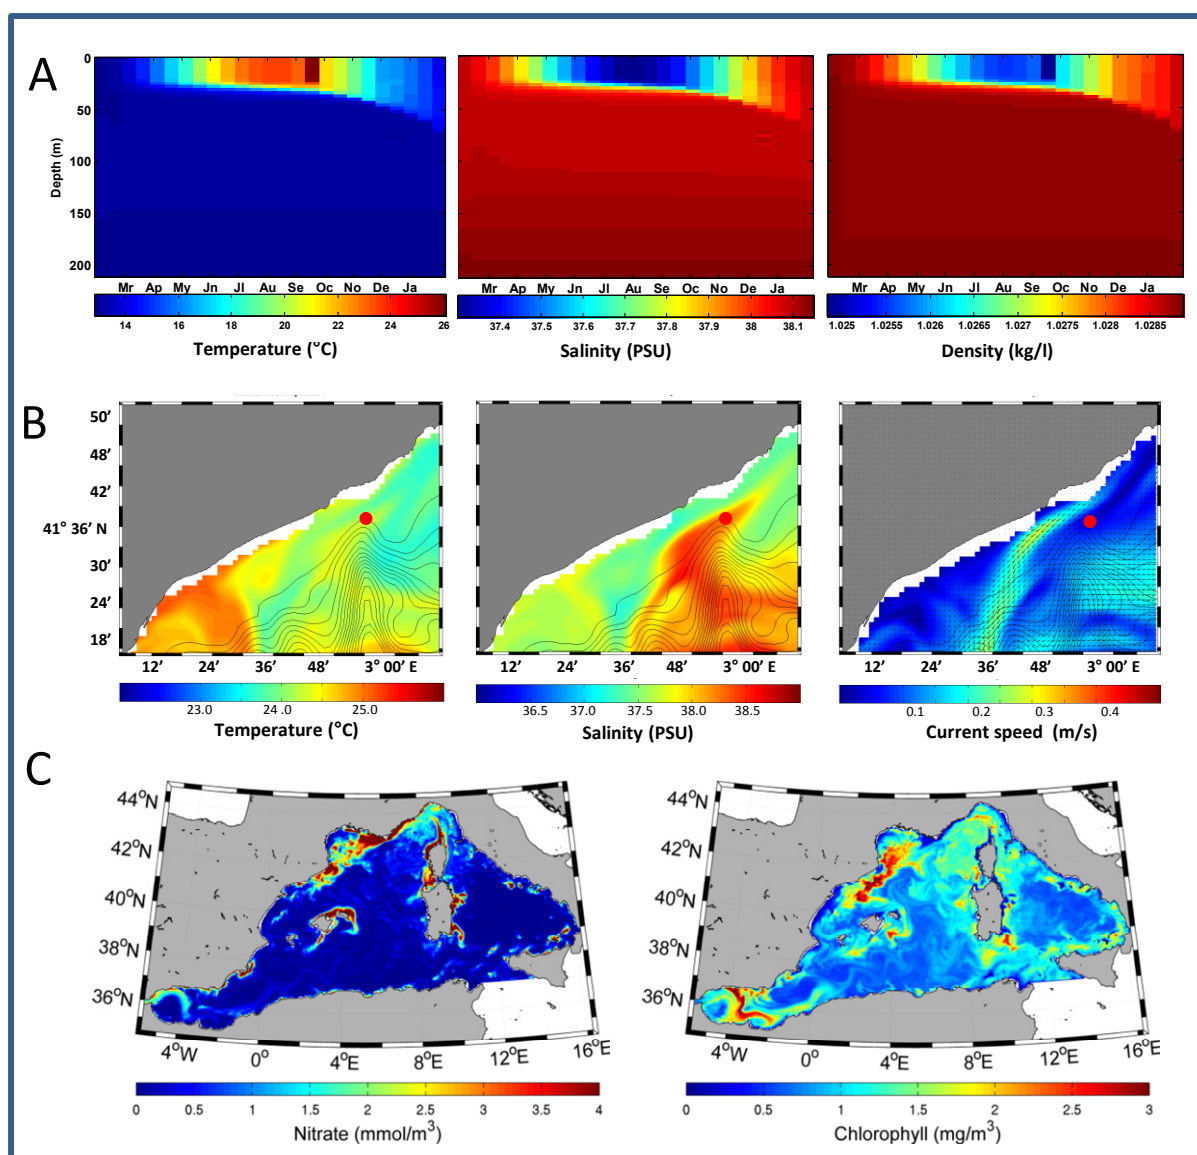 A
0
50
100
150
200
Depth (m)
Mr Ap My Jn Jl Au Se Oc No De Ja
Mr Ap My Jn Jl Au Se Oc No De Ja
Mr Ap My Jn Jl Au Se Oc No De Ja
14 16 18 20 22 24 26
37.4 37.5 37.6 37.7 37.8 37.9 38 38.1
1.025 1.0255 1.026 1.0265 1.027 1.0275 1.028 1.0285
Temperature (°C)
Salinity (PSU)
Density (kg/l)
B
50’
48’
42’
41° 36’ N
30’
24’
18’
12’ 24’ 36’ 48’ 3° 00’ E
12’ 24’ 36’ 48’ 3° 00’ E
12’ 24’ 36’ 48’ 3° 00’ E
23.0 24 .0 25.0
36.5 37.0 37.5 38.0 38.5
0.1 0.2 0.3 0.4
Temperature (°C)
Salinity (PSU)
Current speed (m/s)
C
44°N
42°N
40°N
38°N
36°N
4°W 0° 4°E 8°E 12°E 16°E
0 0.5 1 1.5 2 2.5 3 3.5 4
Nitrate (mmol/m³)
44°N
42°N
40°N
38°N
36°N
4°W 0° 4°E 8°E 12°E 16°E
0 0.5 1 1.5 2 2.5 3
Chlorophyll (mg/m³)